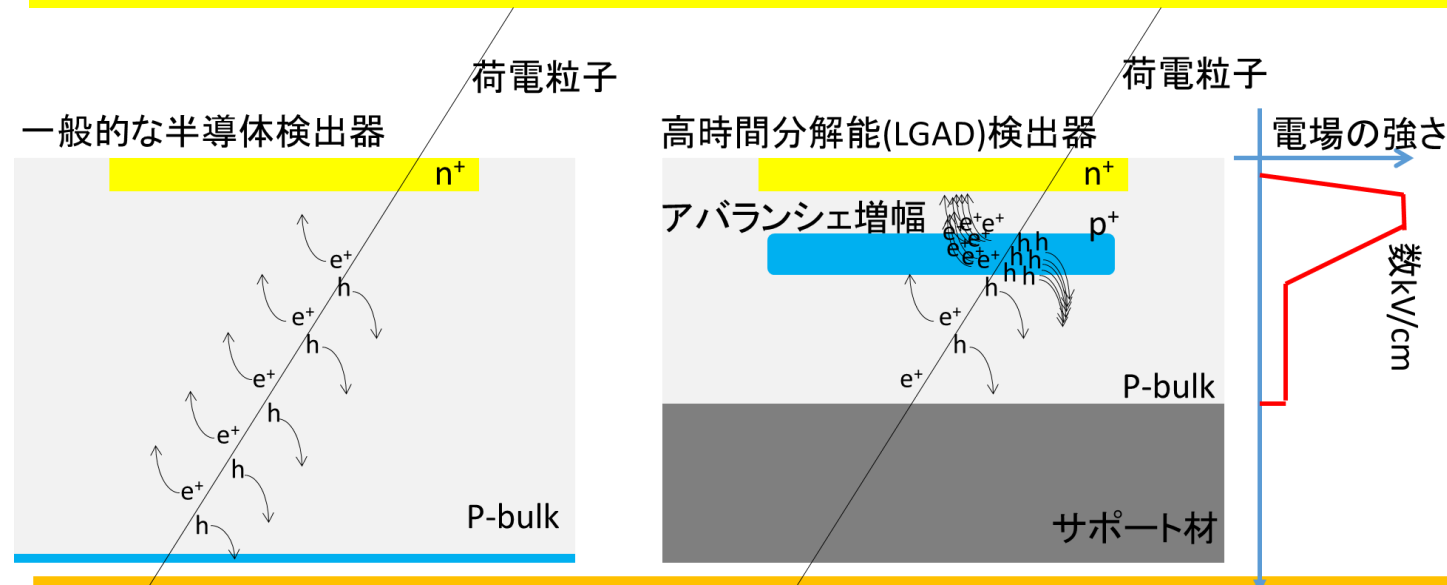 荷電粒子
荷電粒子
一般的な半導体検出器
高時間分解能(LGAD)検出器
電場の強さ
n⁺
n⁺
アバランシェ増幅
p⁺
e⁺
h
e⁺
h
e⁺
h
e⁺
h
e⁺
h
P-bulk
e⁺ e⁺
e⁺
e⁺
h h
h h
h h
h
e⁺
h
e⁺
P-bulk
サポート材
数kV/cm